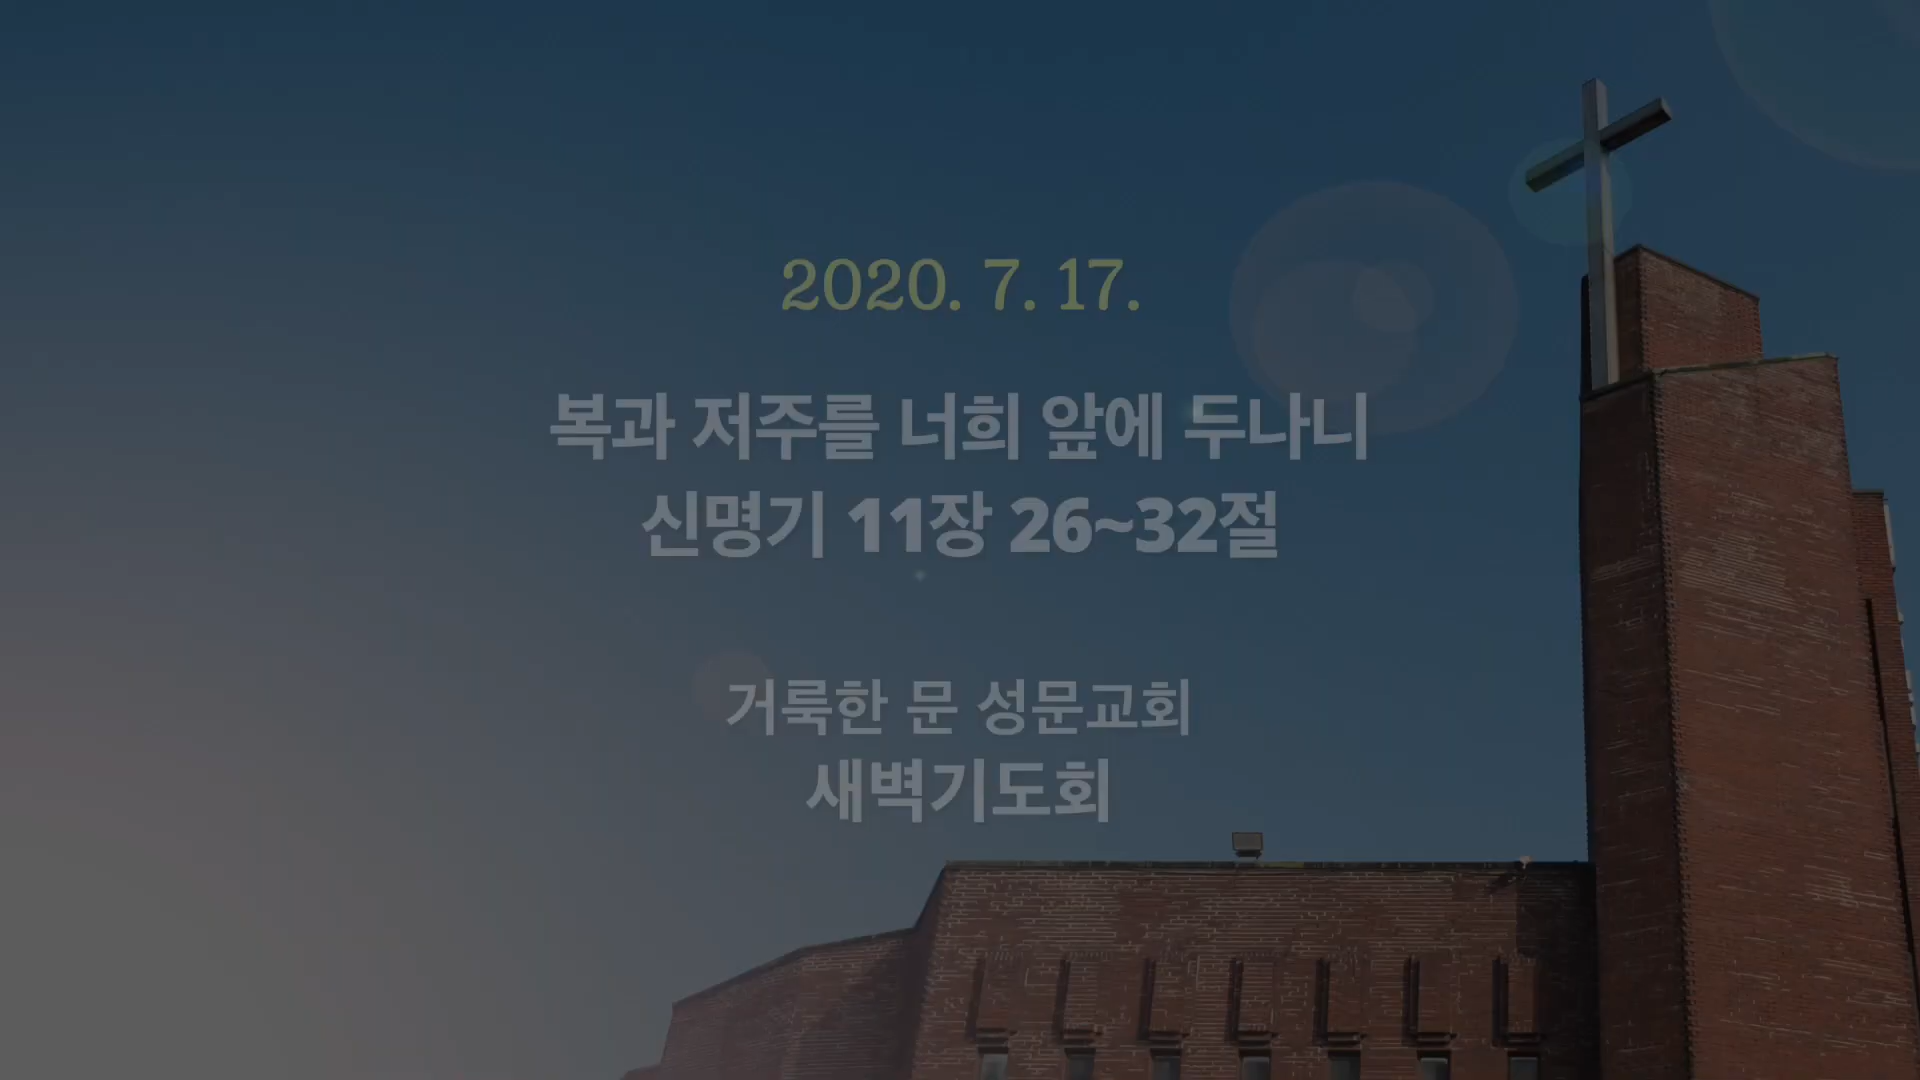 2020. 7. 17.
복과 저주를 너희 앞에 두나니
신명기 11장 26~32절
거룩한 문 성문교회
새벽기도회